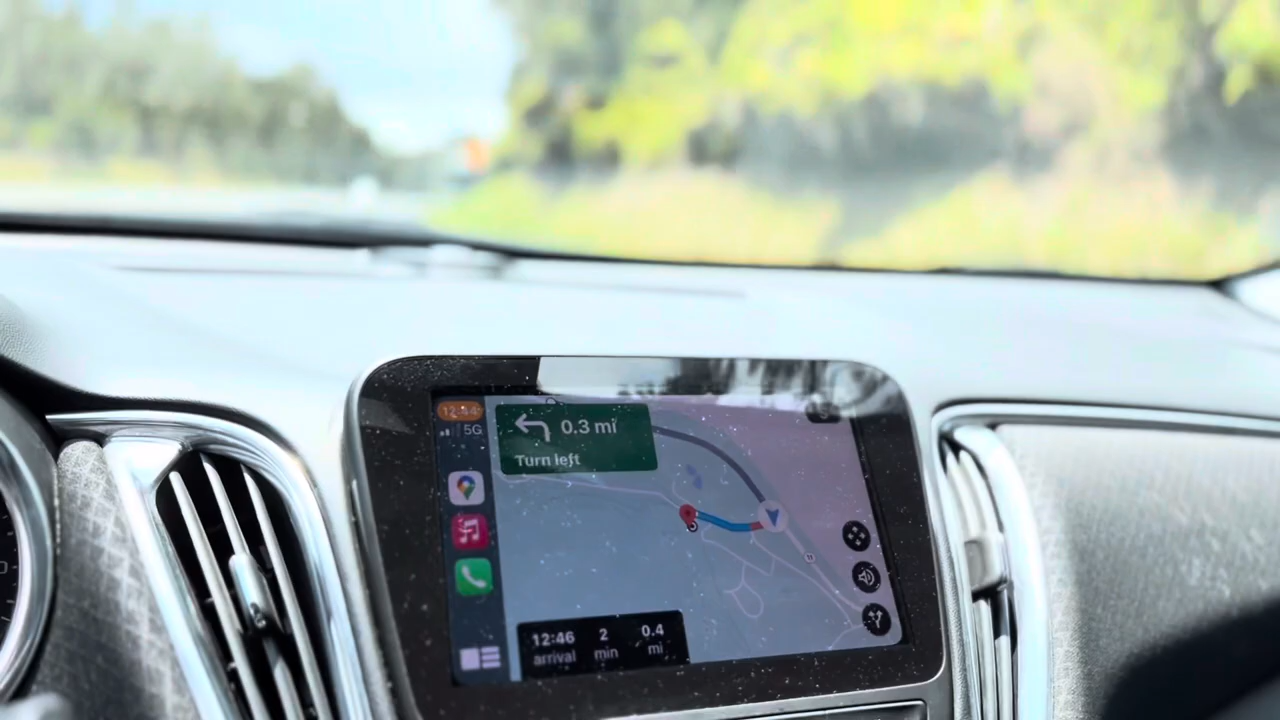 12:44
5G
0.3 mi
Turn left
12:46 2 0.4
arrival min mi